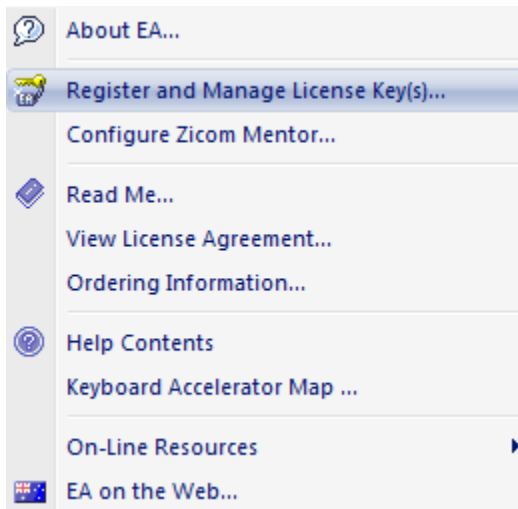 About EA...
Register and Manage License Key(s)...
Configure Zicom Mentor...
Read Me...
View License Agreement...
Ordering Information...
Help Contents
Keyboard Accelerator Map ...
On-Line Resources
EA on the Web...